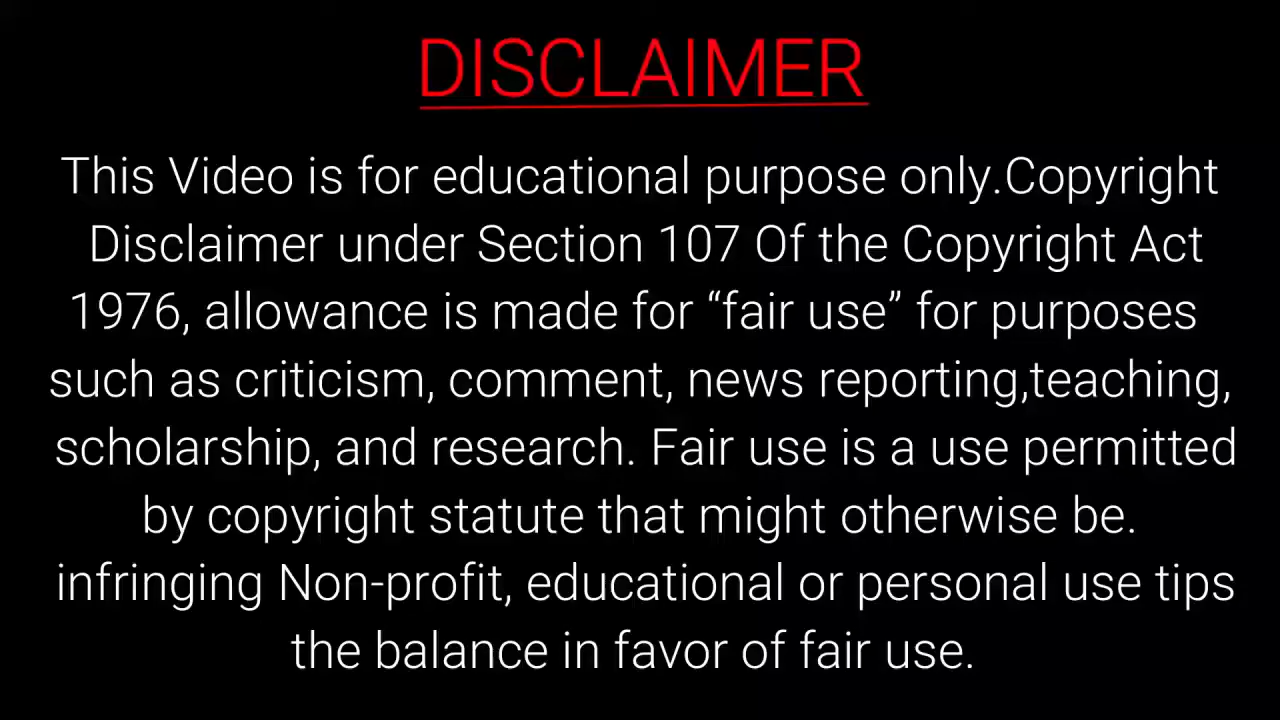 DISCLAIMER
This Video is for educational purpose only.Copyright
Disclaimer under Section 107 Of the Copyright Act
1976, allowance is made for “fair use” for purposes
such as criticism, comment, news reporting,teaching,
scholarship, and research. Fair use is a use permitted
by copyright statute that might otherwise be.
infringing Non-profit, educational or personal use tips
the balance in favor of fair use.